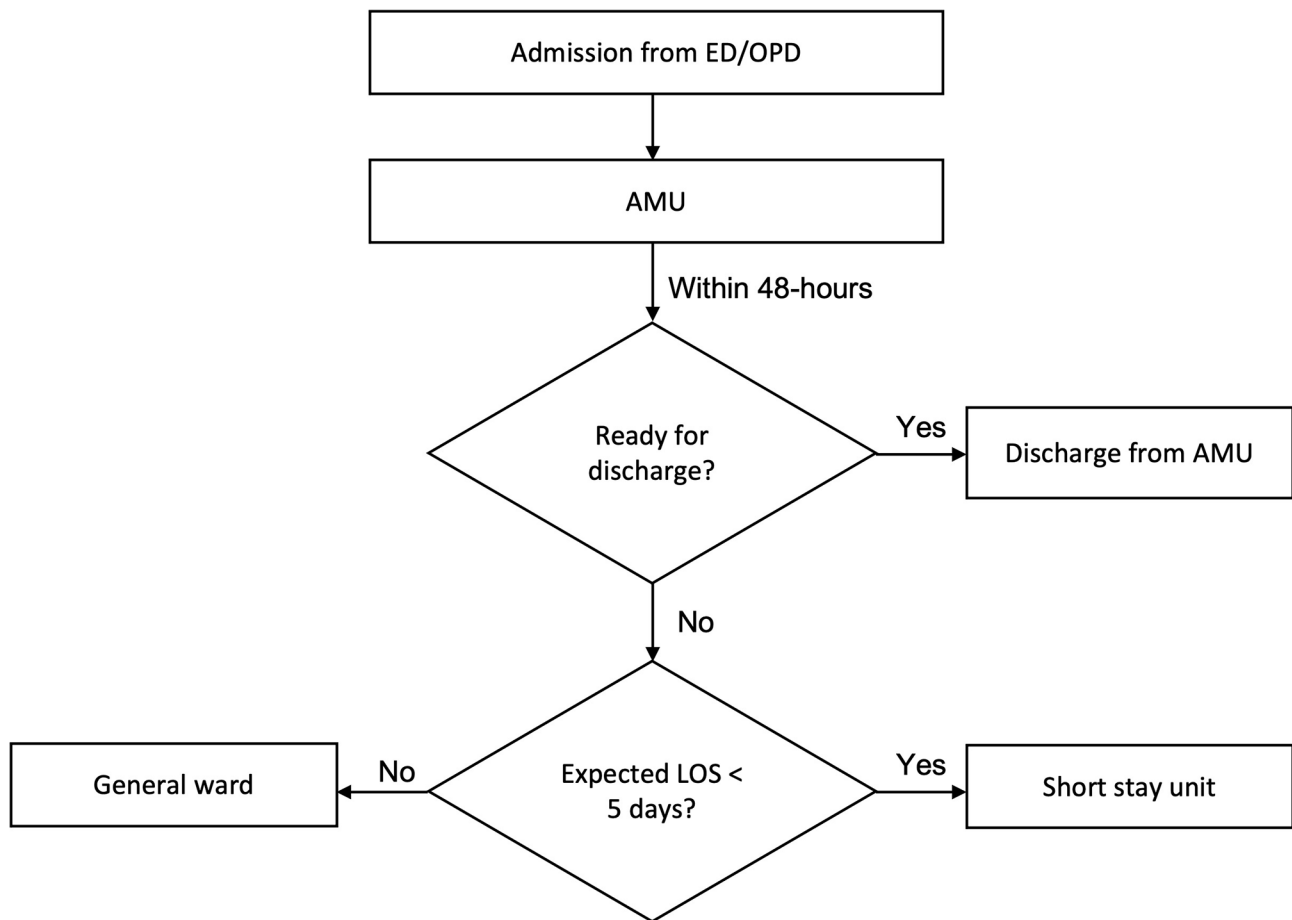 Admission from ED/OPD
AMU
Within 48-hours
Ready for
discharge?
Yes
Discharge from AMU
No
Expected LOS <
5 days?
No
General ward
Yes
Short stay unit